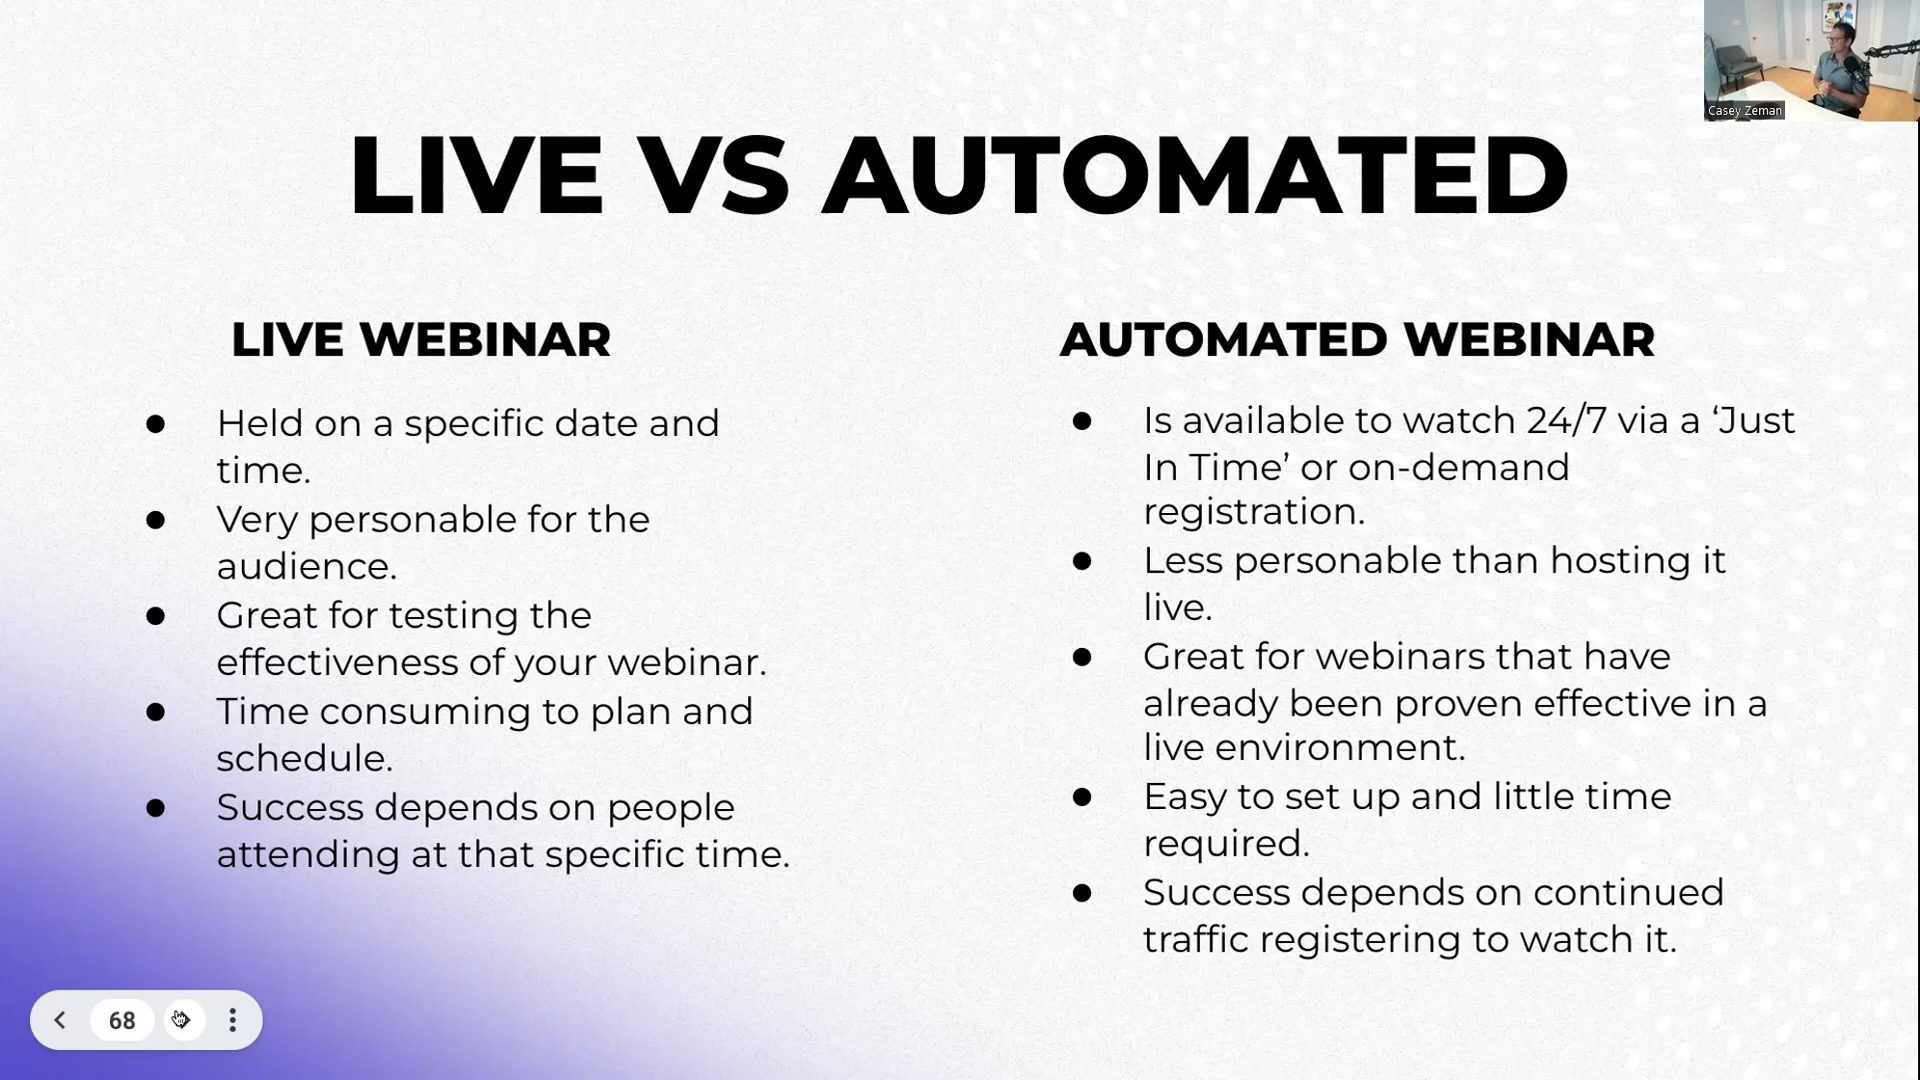 Casey Zeman
LIVE VS AUTOMATED
LIVE WEBINAR
● Held on a specific date and
time.
● Very personable for the
audience.
● Great for testing the
effectiveness of your webinar.
● Time consuming to plan and
schedule.
● Success depends on people
attending at that specific time.
AUTOMATED WEBINAR
● Is available to watch 24/7 via a ‘Just
In Time’ or on-demand
registration.
● Less personable than hosting it
live.
● Great for webinars that have
already been proven effective in a
live environment.
● Easy to set up and little time
required.
● Success depends on continued
traffic registering to watch it.
68